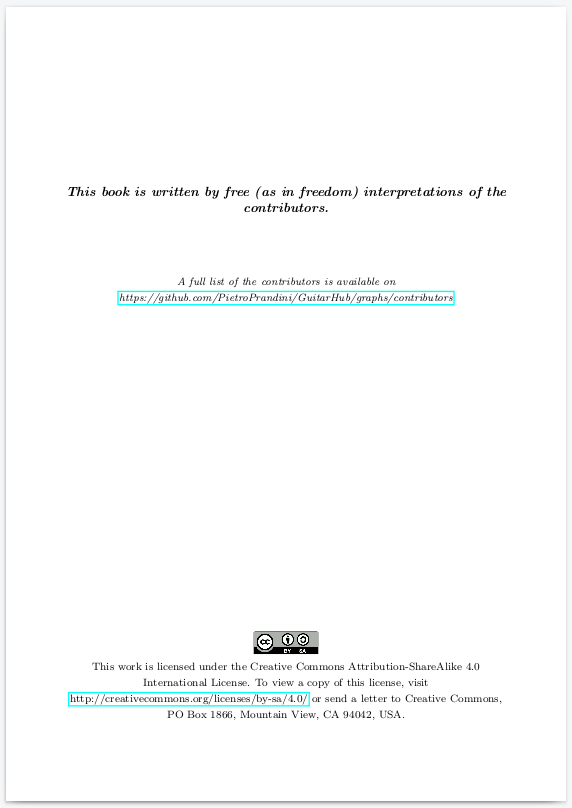 This book is written by free (as in freedom) interpretations of the
contributors.
A full list of the contributors is available on
https://github.com/PietroPrandini/GuitarHub/graphs/contributors
cc BY SA
This work is licensed under the Creative Commons Attribution-ShareAlike 4.0
International License. To view a copy of this license, visit
http://creativecommons.org/licenses/by-sa/4.0/ or send a letter to Creative Commons,
PO Box 1866, Mountain View, CA 94042, USA.